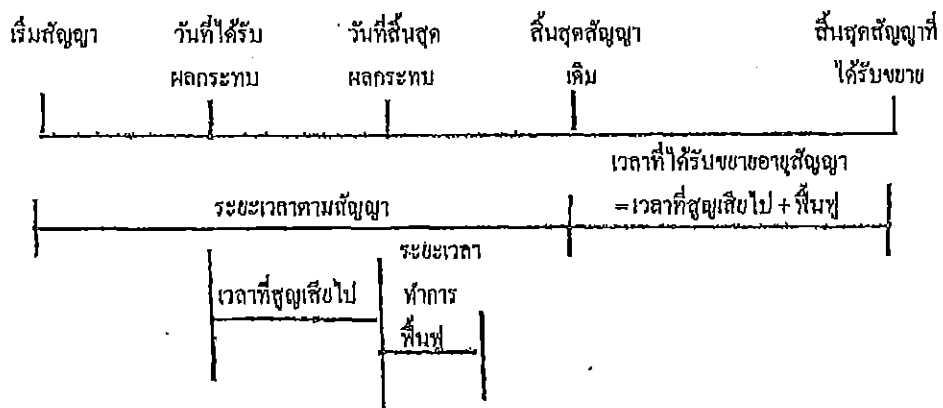 เริ่มสัญญา วันที่ได้รับ วันที่สิ้นสุด สิ้นสุดสัญญา สิ้นสุดสัญญาที่
ผลกระทบ ผลกระทบ เดิม ได้รับขยาย
เวลาที่ได้รับขยายอายุสัญญา
ระยะเวลาตามสัญญา =เวลาที่สูญเสียไป + ฟื้นฟู
ระยะเวลา
เวลาที่สูญเสียไป ทำการ
ฟื้นฟู